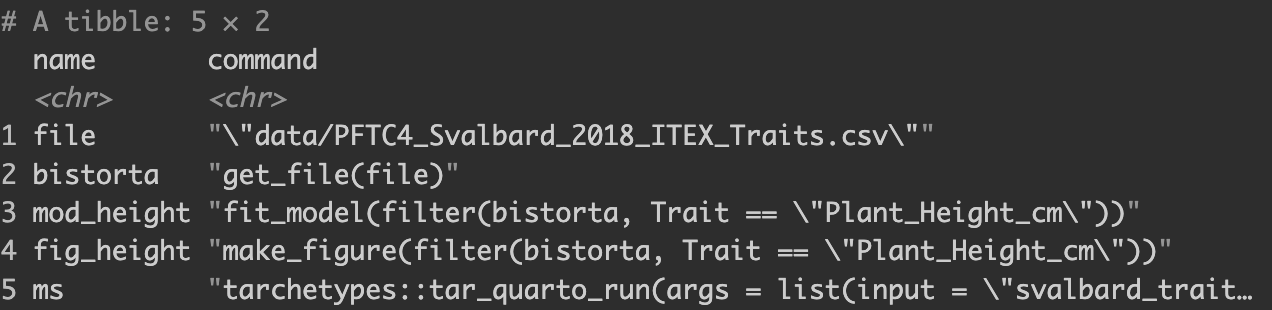 # A tibble: 5 × 2
  name       command
  <chr>      <chr>
1 file       "\"data/PFTC4_Svalbard_2018_ITEX_Traits.csv\""
2 bistorta   "get_file(file)"
3 mod_height "fit_model(filter(bistorta, Trait == \"Plant_Height_cm\"))"
4 fig_height "make_figure(filter(bistorta, Trait == \"Plant_Height_cm\"))"
5 ms         "tarchetypes::tar_quarto_run(args = list(input = \"svalbard_trait…